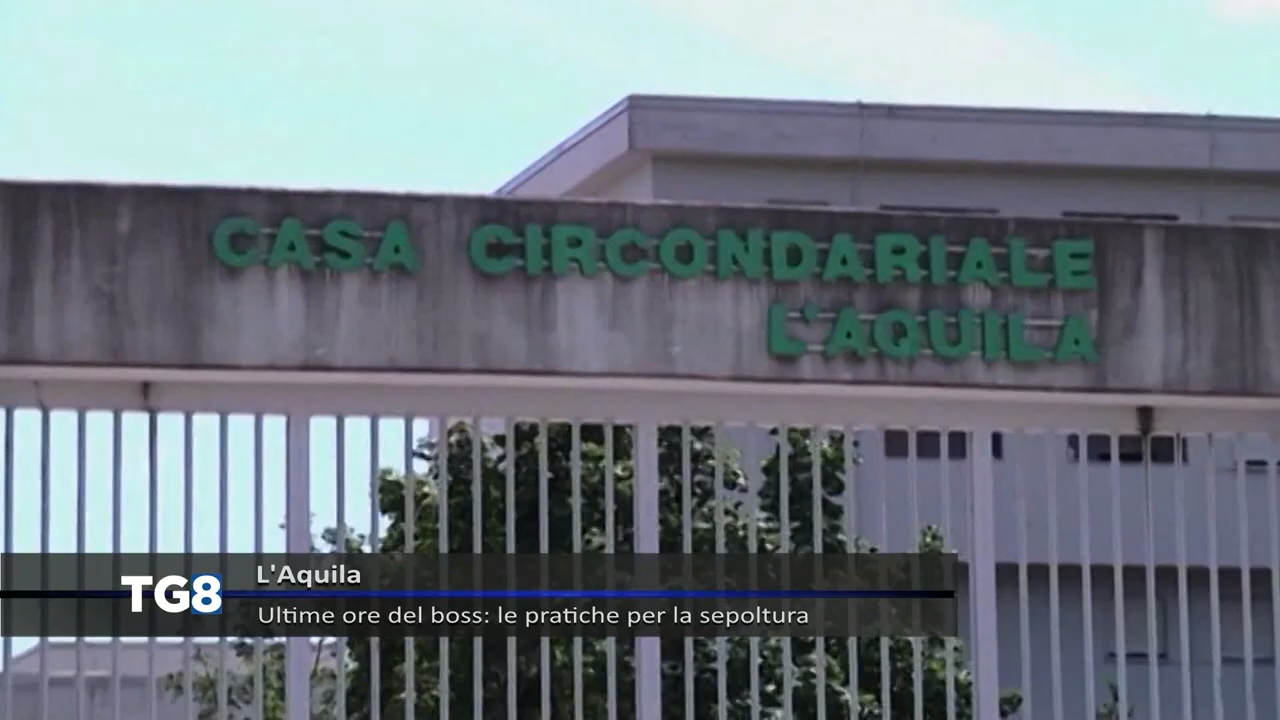 CASA CIRCONDARIALE
L'AQUILA
TG8
L'Aquila
Ultime ore del boss: le pratiche per la sepoltura